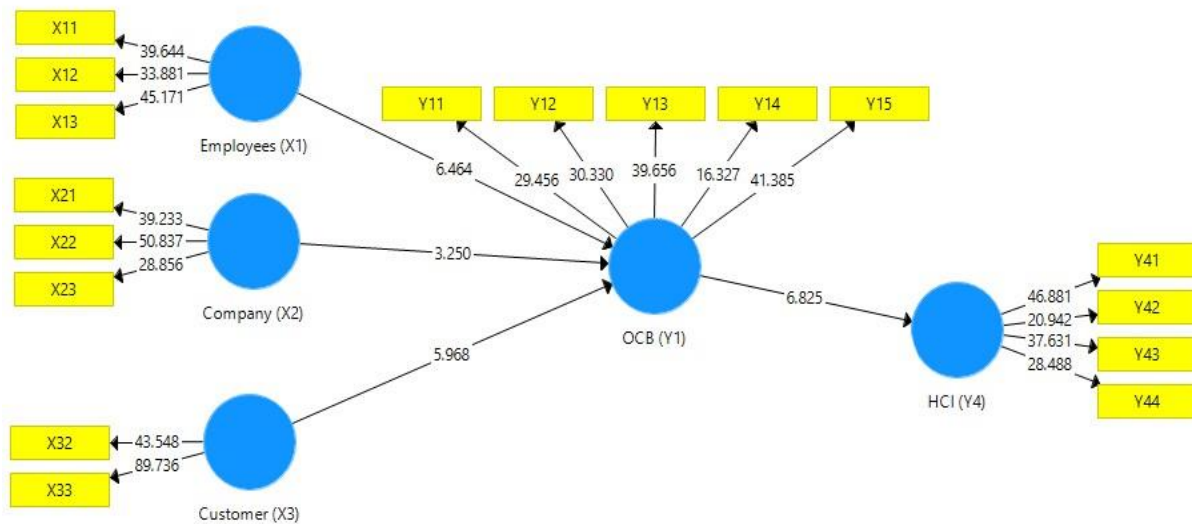 X11
39.644
X12
33.881
X13
45.171
Employees (X1)
6.464
X21
39.233
X22
50.837
X23
28.856
Company (X2)
3.250
X32
43.548
X33
89.736
Customer (X3)
5.968
Y11
Y12
Y13
Y14
Y15
29.456
30.330
39.656
16.327
41.385
OCB (Y1)
6.825
HCI (Y4)
Y41
46.881
Y42
20.942
Y43
37.631
Y44
28.488